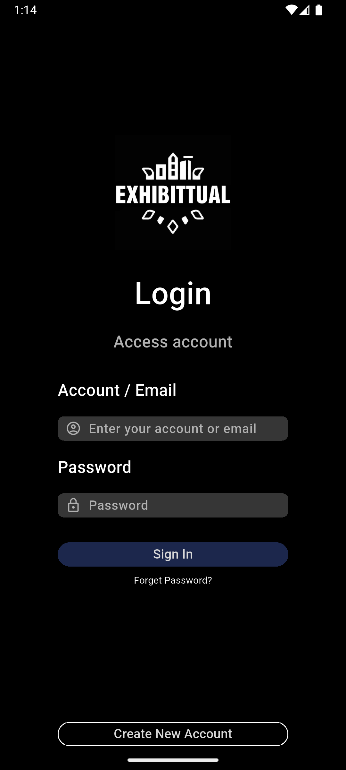 1:14
EXHIBITTUAL
Login
Access account
Account / Email
Enter your account or email
Password
Password
Sign In
Forget Password?
Create New Account